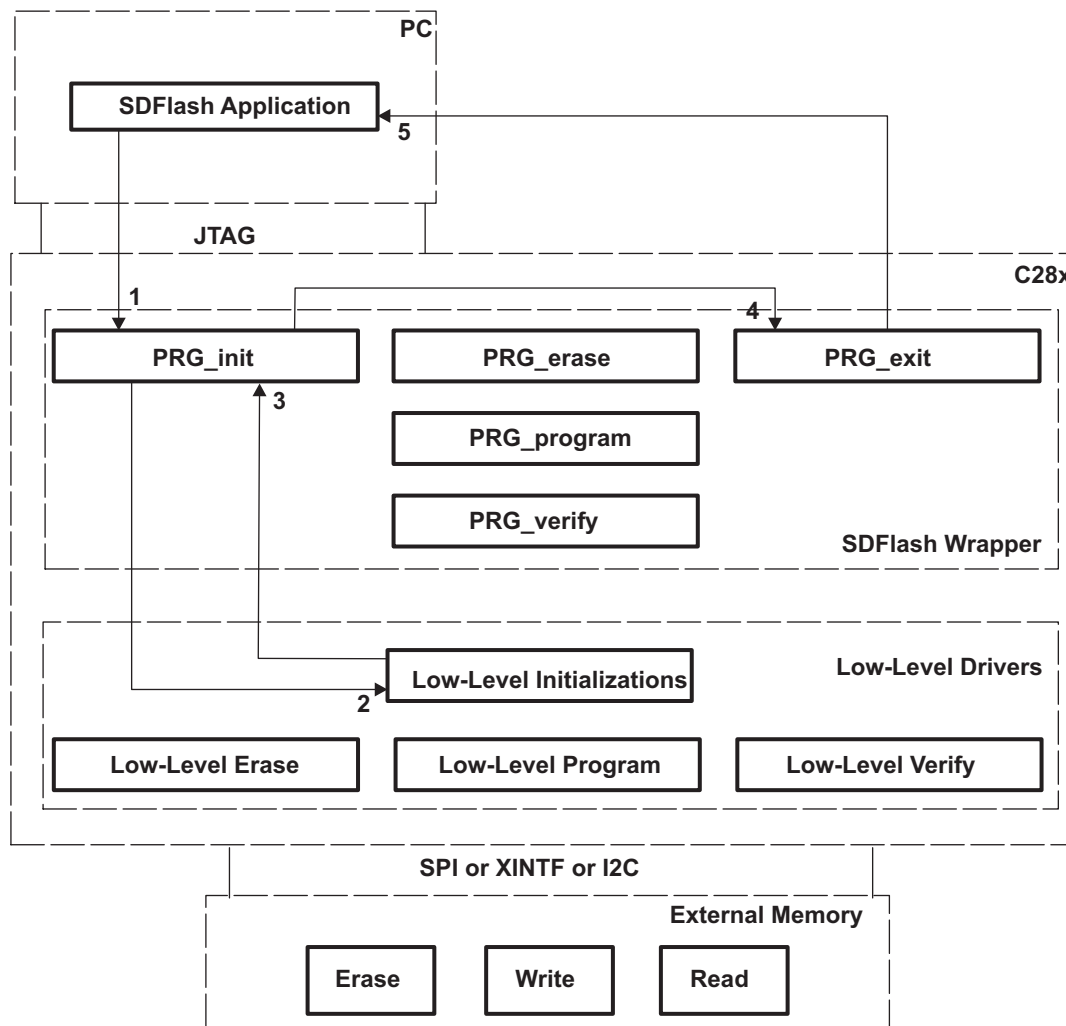 PC
SDFlash Application
5
JTAG
C28x
1
4
PRG_init
PRG_erase
PRG_exit
3
PRG_program
PRG_verify
SDFlash Wrapper
Low-Level Drivers
Low-Level Initializations
2
Low-Level Erase
Low-Level Program
Low-Level Verify
SPI or XINTF or I2C
External Memory
Erase
Write
Read